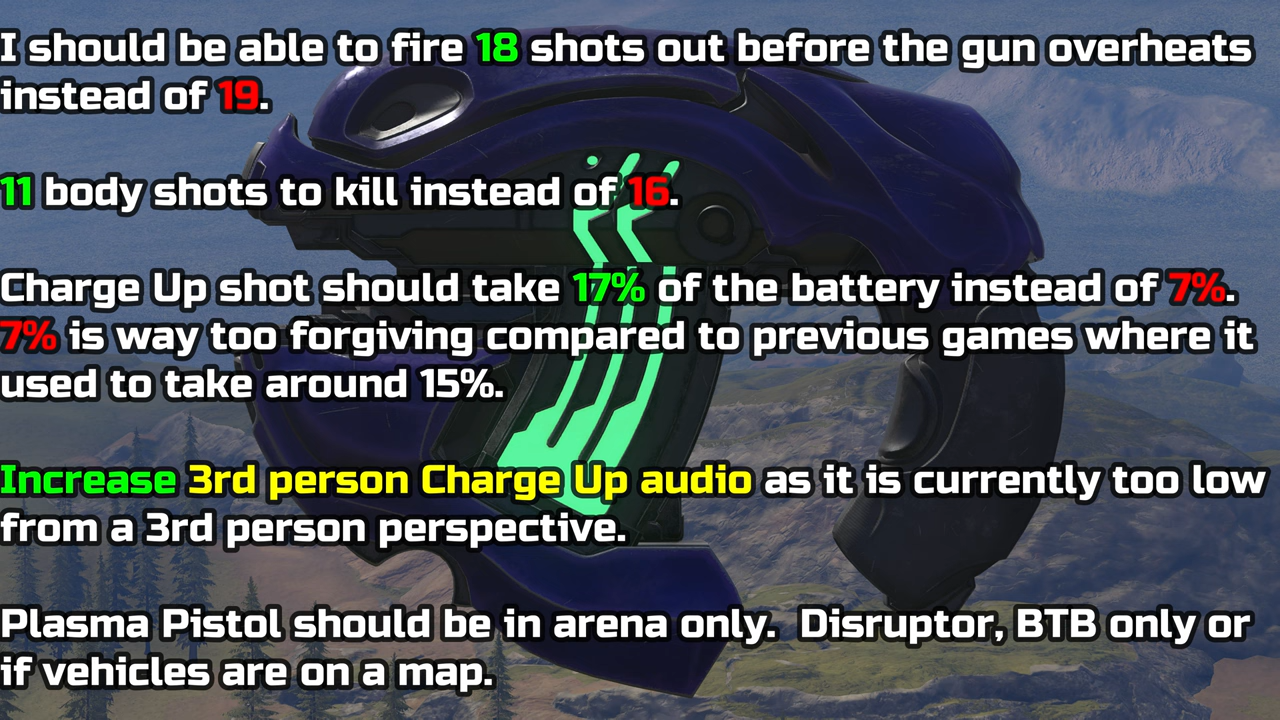 I should be able to fire 18 shots out before the gun overheats
instead of 19.
11 body shots to kill instead of 16.
Charge Up shot should take 17% of the battery instead of 7%.
7% is way too forgiving compared to previous games where it
used to take around 15%.
Increase 3rd person Charge Up audio as it is currently too low
from a 3rd person perspective.
Plasma Pistol should be in arena only.  Disruptor, BTB only or
if vehicles are on a map.